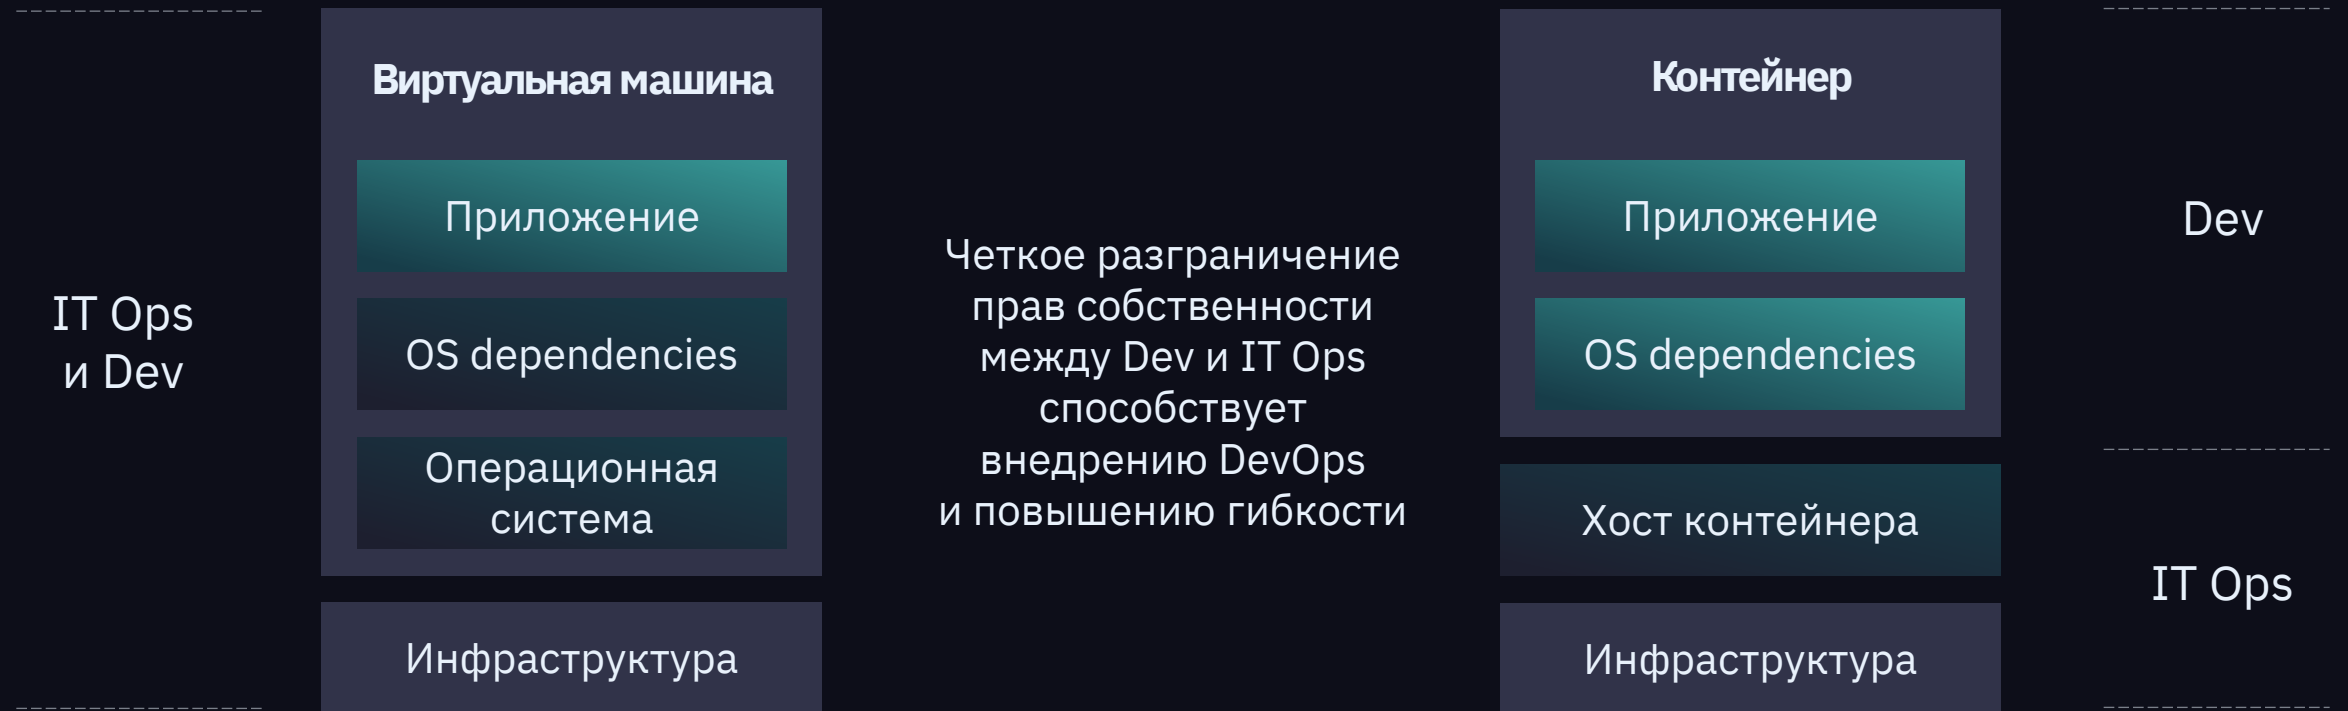 IT Ops
и Dev
Виртуальная машина
Приложение
OS dependencies
Операционная
система
Инфраструктура
Четкое разграничение
прав собственности
между Dev и IT Ops
способствует
внедрению DevOps
и повышению гибкости
Контейнер
Приложение
OS dependencies
Хост контейнера
Инфраструктура
Dev
IT Ops